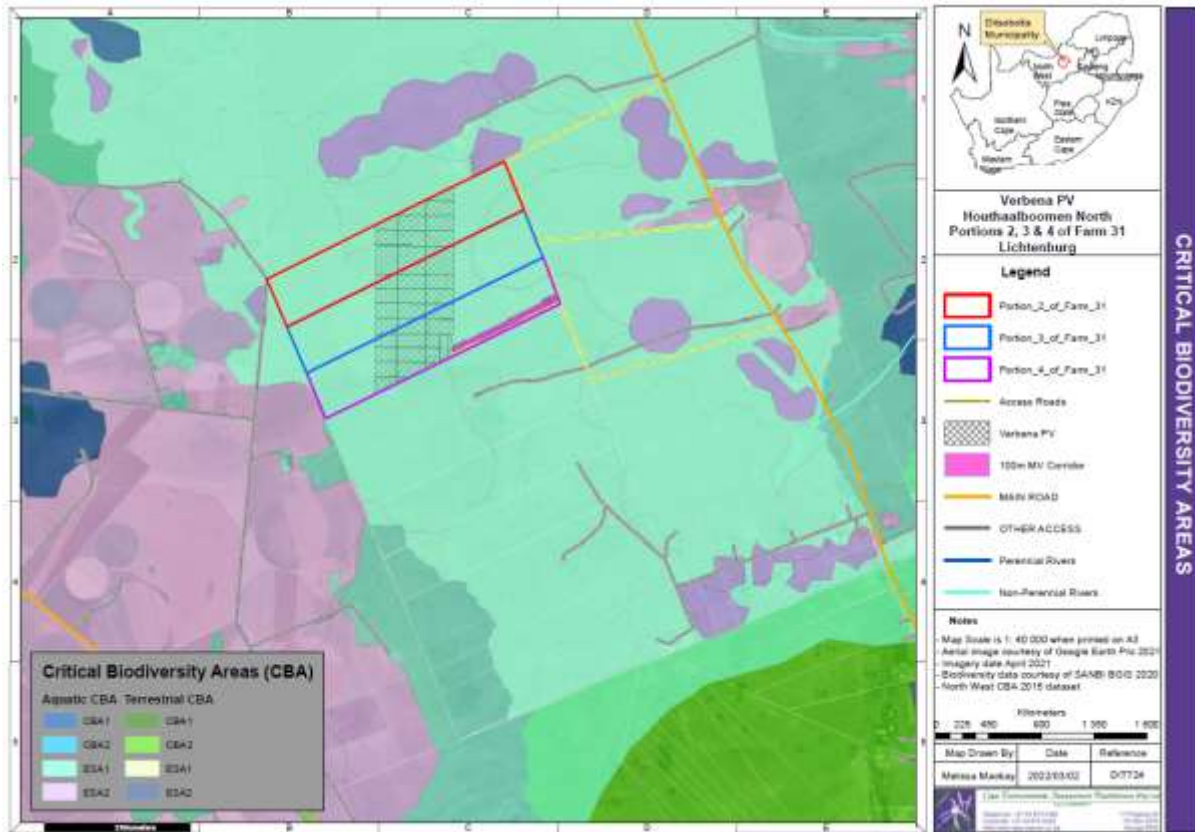 A B C D E
N
Ditsobotla
Municipality
Limpopo
North
West
Gauteng
Free
State
KZN
Northern
Cape
Eastern
Cape
Western
Cape
Verbena PV
Houthaalboomen North
Portions 2, 3 & 4 of Farm 31
Lichtenburg
Legend
Portion_2_of_Farm_31
Portion_3_of_Farm_31
Portion_4_of_Farm_31
Access Roads
Verbena PV
100m MV Corridor
MAIN ROAD
OTHER ACCESS
Perennial Rivers
Non-Perennial Rivers
Notes
- Map Scale is 1: 40 000 when printed on A3
- Aerial image courtesy of Google Earth Pro 2021
- Imagery date April 2021
- Biodiversity data courtesy of SANBI BGIS 2020
- North West CBA 2015 dataset
Kilometers
Map Drawn By Date Reference
Melissa Mackay 2022/03/02
CRITICAL BIODIVERSITY AREAS
Critical Biodiversity Areas (CBA)
Aquatic CBA Terrestrial CBA
CBA1 CBA1
CBA2 CBA2
ESA1 ESA1
ESA2 ESA2